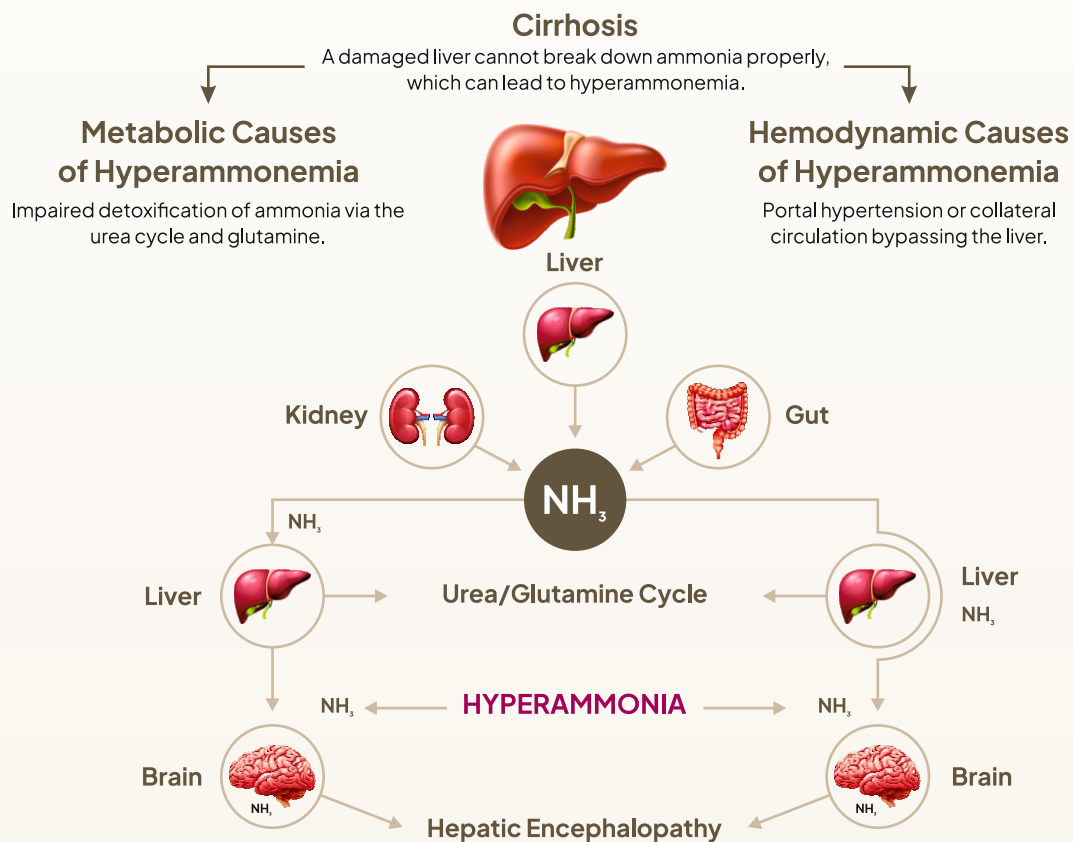 Cirrhosis
A damaged liver cannot break down ammonia properly,
which can lead to hyperammonemia.
Metabolic Causes
of Hyperammonemia
Impaired detoxification of ammonia via the
urea cycle and glutamine.
Hemodynamic Causes
of Hyperammonemia
Portal hypertension or collateral
circulation bypassing the liver.
Liver
Kidney
Gut
NH₃
NH₃
Liver
Urea/Glutamine Cycle
Liver
NH₃
NH₃
HYPERAMMONIA
NH₃
Brain
NH₃
Brain
NH₃
Hepatic Encephalopathy